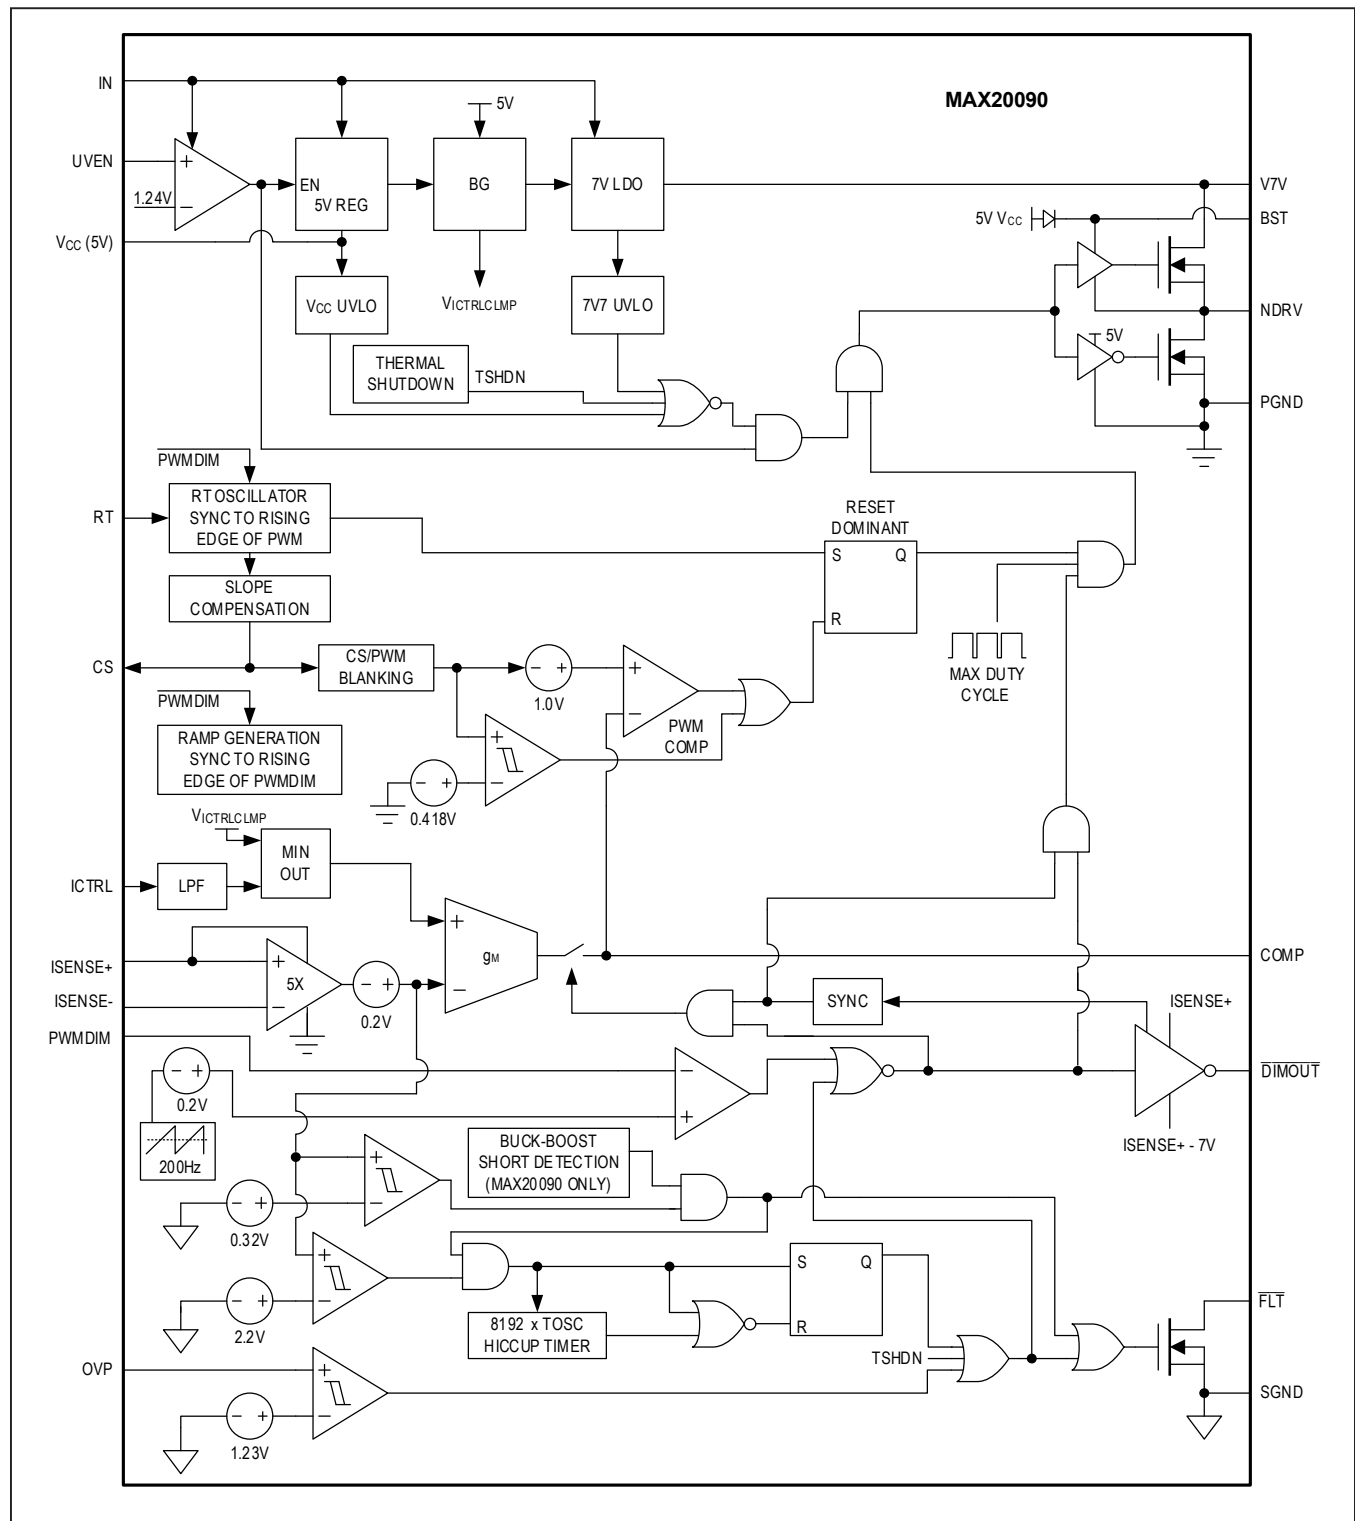 MAX20090
IN
5V
UVEN
+
1.24V
−
EN
5V REG
BG
7V LDO
V7V
5V VCC
BST
VCC (5V)
VCC UVLO
VICTRLCLMP
7V7 UVLO
NDRV
5V
THERMAL
SHUTDOWN
TSHDN
PGND
PWMDIM
RT
RT OSCILLATOR
SYNC TO RISING
EDGE OF PWM
RESET
DOMINANT
S
Q
R
SLOPE
COMPENSATION
CS
CS/PWM
BLANKING
− +
1.0V
+
−
PWM
COMP
MAX DUTY
CYCLE
PWMDIM
RAMP GENERATION
SYNC TO RISING
EDGE OF PWMDIM
+
−
− +
0.418V
VICTRLCLMP
MIN
OUT
ICTRL
LPF
+
gM
−
COMP
ISENSE+
+
5X
−
− +
0.2V
ISENSE-
SYNC
ISENSE+
PWMDIM
− +
0.2V
−
+
DIMOUT
ISENSE+ - 7V
200Hz
BUCK-BOOST
SHORT DETECTION
(MAX20090 ONLY)
+
−
− +
0.32V
+
−
− +
2.2V
S
Q
R
8192 x TOSC
HICCUP TIMER
FLT
TSHDN
OVP
+
−
− +
1.23V
SGND